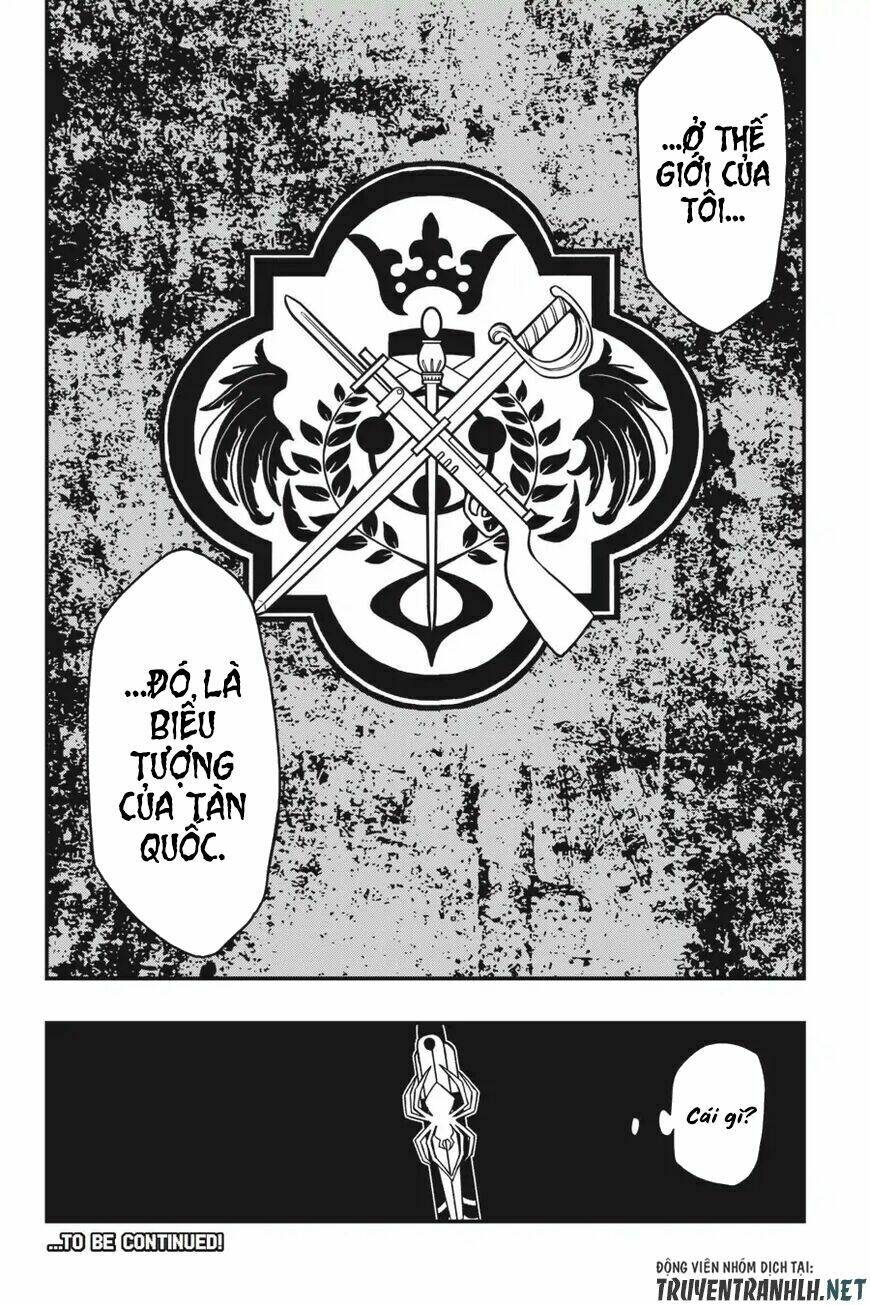 ...Ở THẾ
GIỚI CỦA
TÔI...
...ĐÓ LÀ
BIỂU
TƯỢNG
CỦA TÀN
QUỐC.
Cái gì?
...TO BE CONTINUED!
ĐỘNG VIÊN NHÓM DỊCH TẠI:
TRUYENTRANHLH.NET